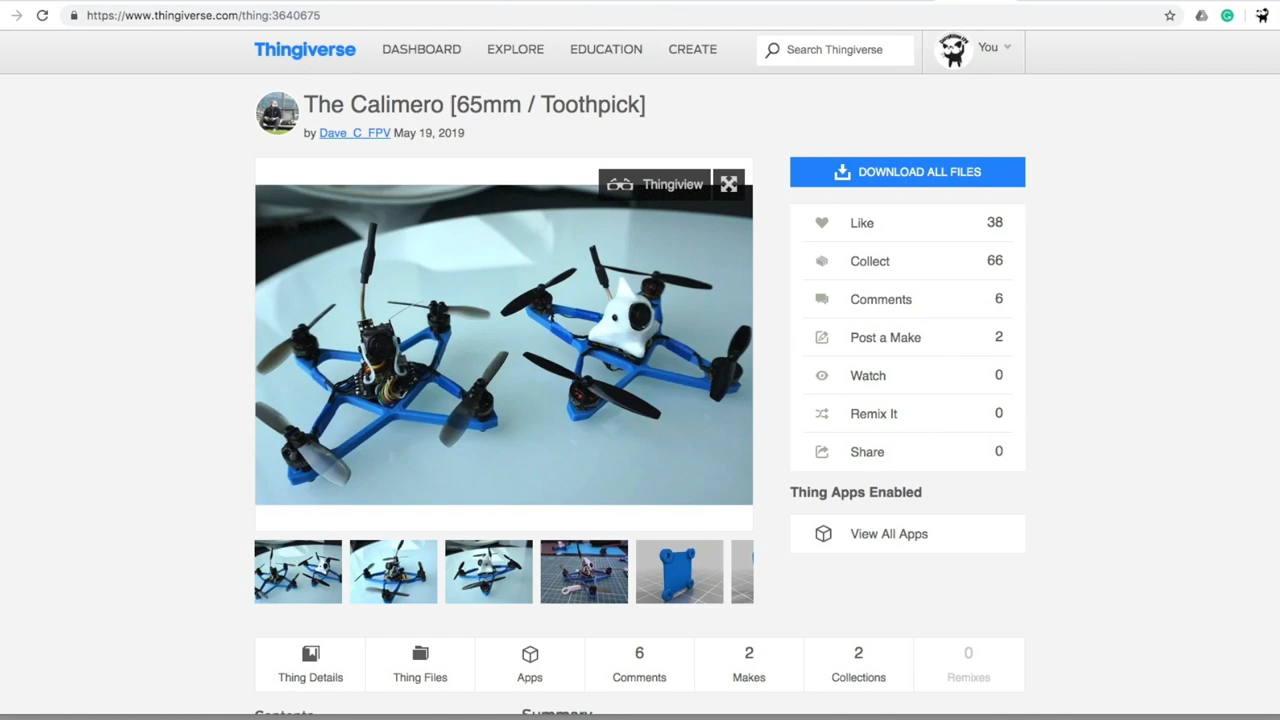 https://www.thingiverse.com/thing:3640675
Thingiverse DASHBOARD EXPLORE EDUCATION CREATE Search Thingiverse You
The Calimero [65mm / Toothpick]
by Dave_C_FPV May 19, 2019
Thingiview
DOWNLOAD ALL FILES
Like 38
Collect 66
Comments 6
Post a Make 2
Watch 0
Remix It 0
Share 0
Thing Apps Enabled
View All Apps
6 2 2 0
Thing Details Thing Files Apps Comments Makes Collections Remixes
Contents Summary